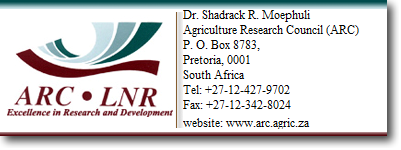 ARC • LNR
Excellence in Research and Development
Dr. Shadrack R. Moephuli
Agriculture Research Council (ARC)
P. O. Box 8783,
Pretoria, 0001
South Africa
Tel: +27-12-427-9702
Fax: +27-12-342-8024
website: www.arc.agric.za